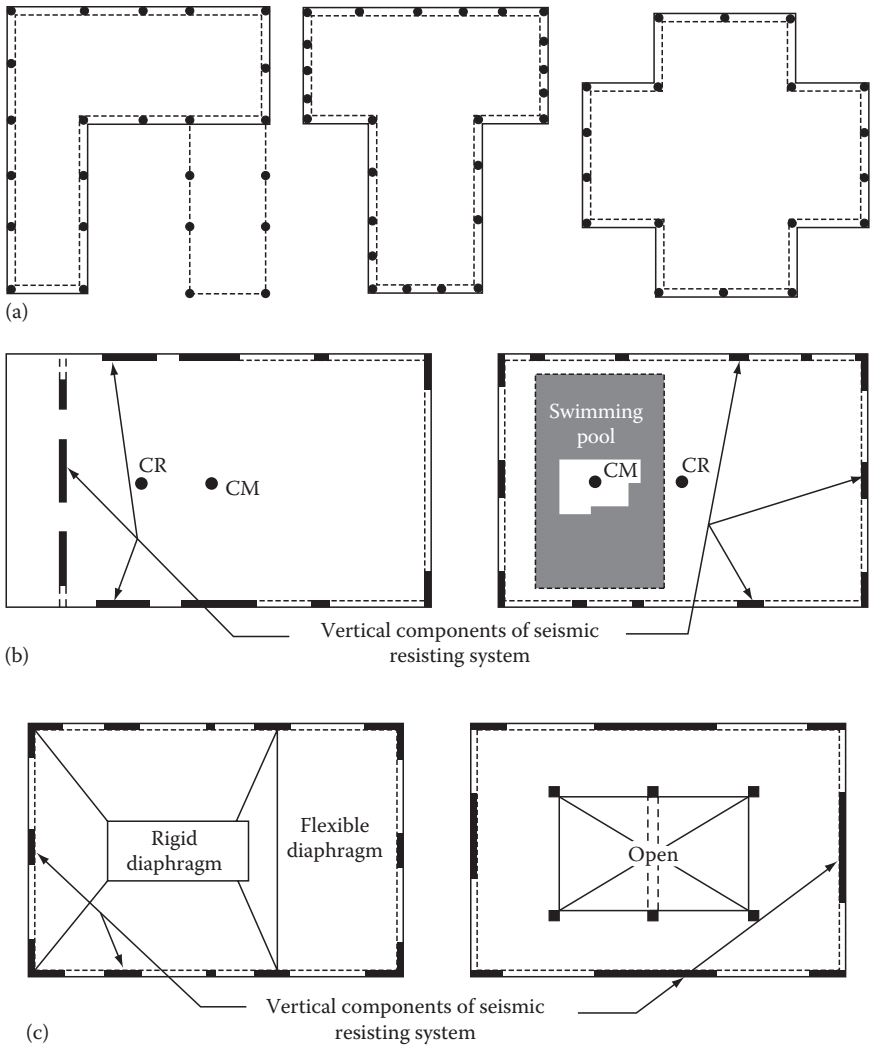 (a)
CR
CM
Swimming
pool
CM
CR
Vertical components of seismic
resisting system
(b)
Rigid
diaphragm
Flexible
diaphragm
Open
Vertical components of seismic
resisting system
(c)